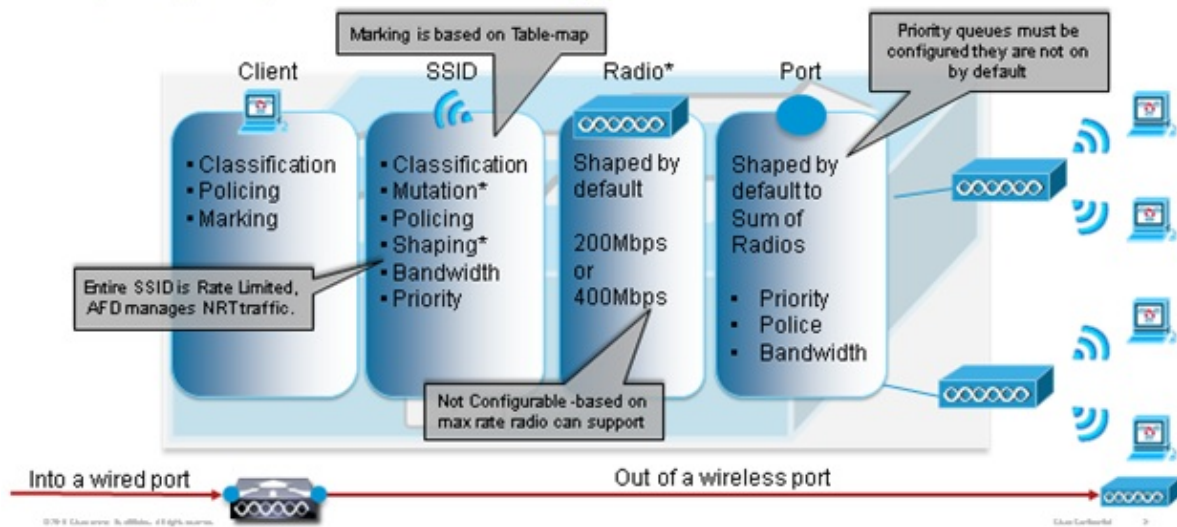 Marking is based on Table-map
Priority queues must be
configured they are not on
by default
Client
SSID
Radio*
Port
▪ Classification
▪ Policing
▪ Marking
▪ Classification
▪ Mutation*
▪ Policing
▪ Shaping*
▪ Bandwidth
▪ Priority
Shaped by
default
200Mbps
or
400Mbps
Shaped by
default to
Sum of
Radios
▪ Priority
▪ Police
▪ Bandwidth
Entire SSID is Rate Limited,
AFD manages NRT traffic.
Not Configurable -based on
max rate radio can support
Into a wired port
Out of a wireless port